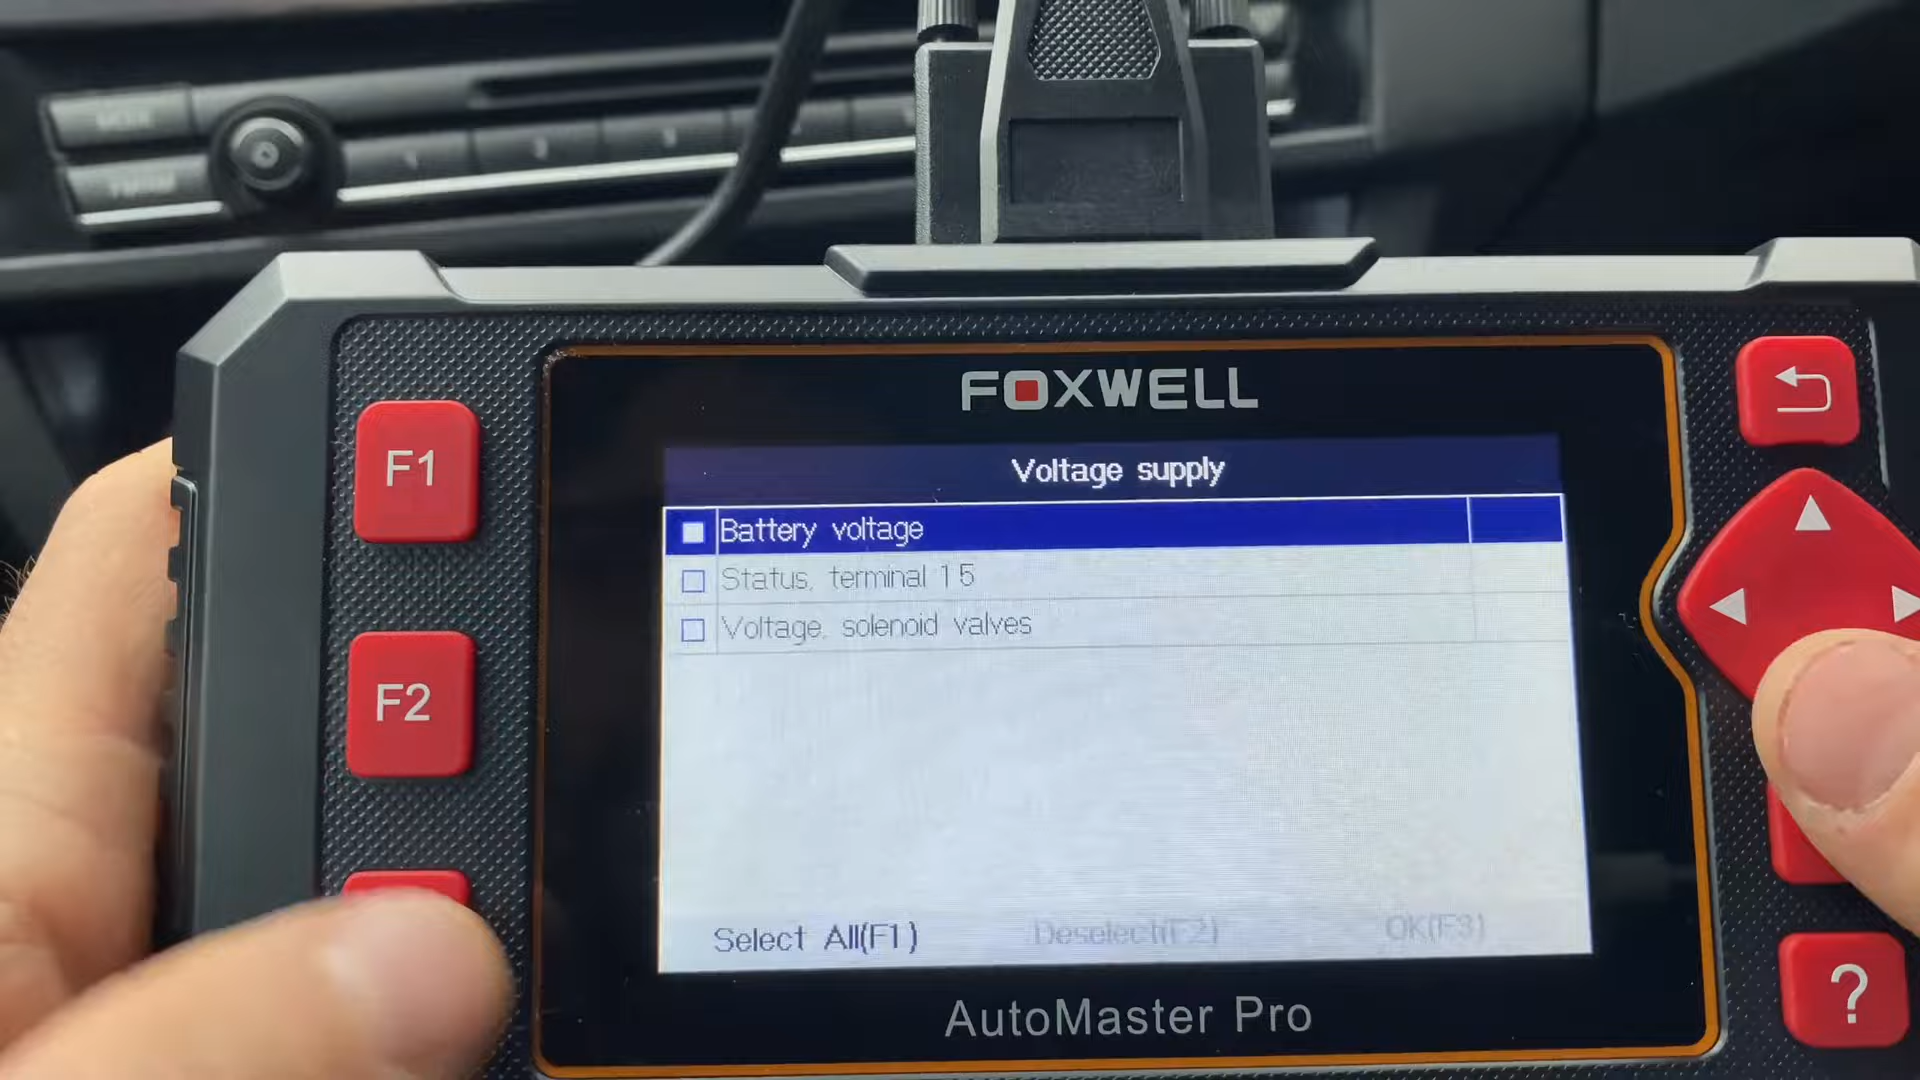 FOXWELL
F1
Voltage supply
Battery voltage
Status, terminal 15
Voltage, solenoid valves
F2
Select All(F1) Deselect(F2) OK(F3)
AutoMaster Pro
?